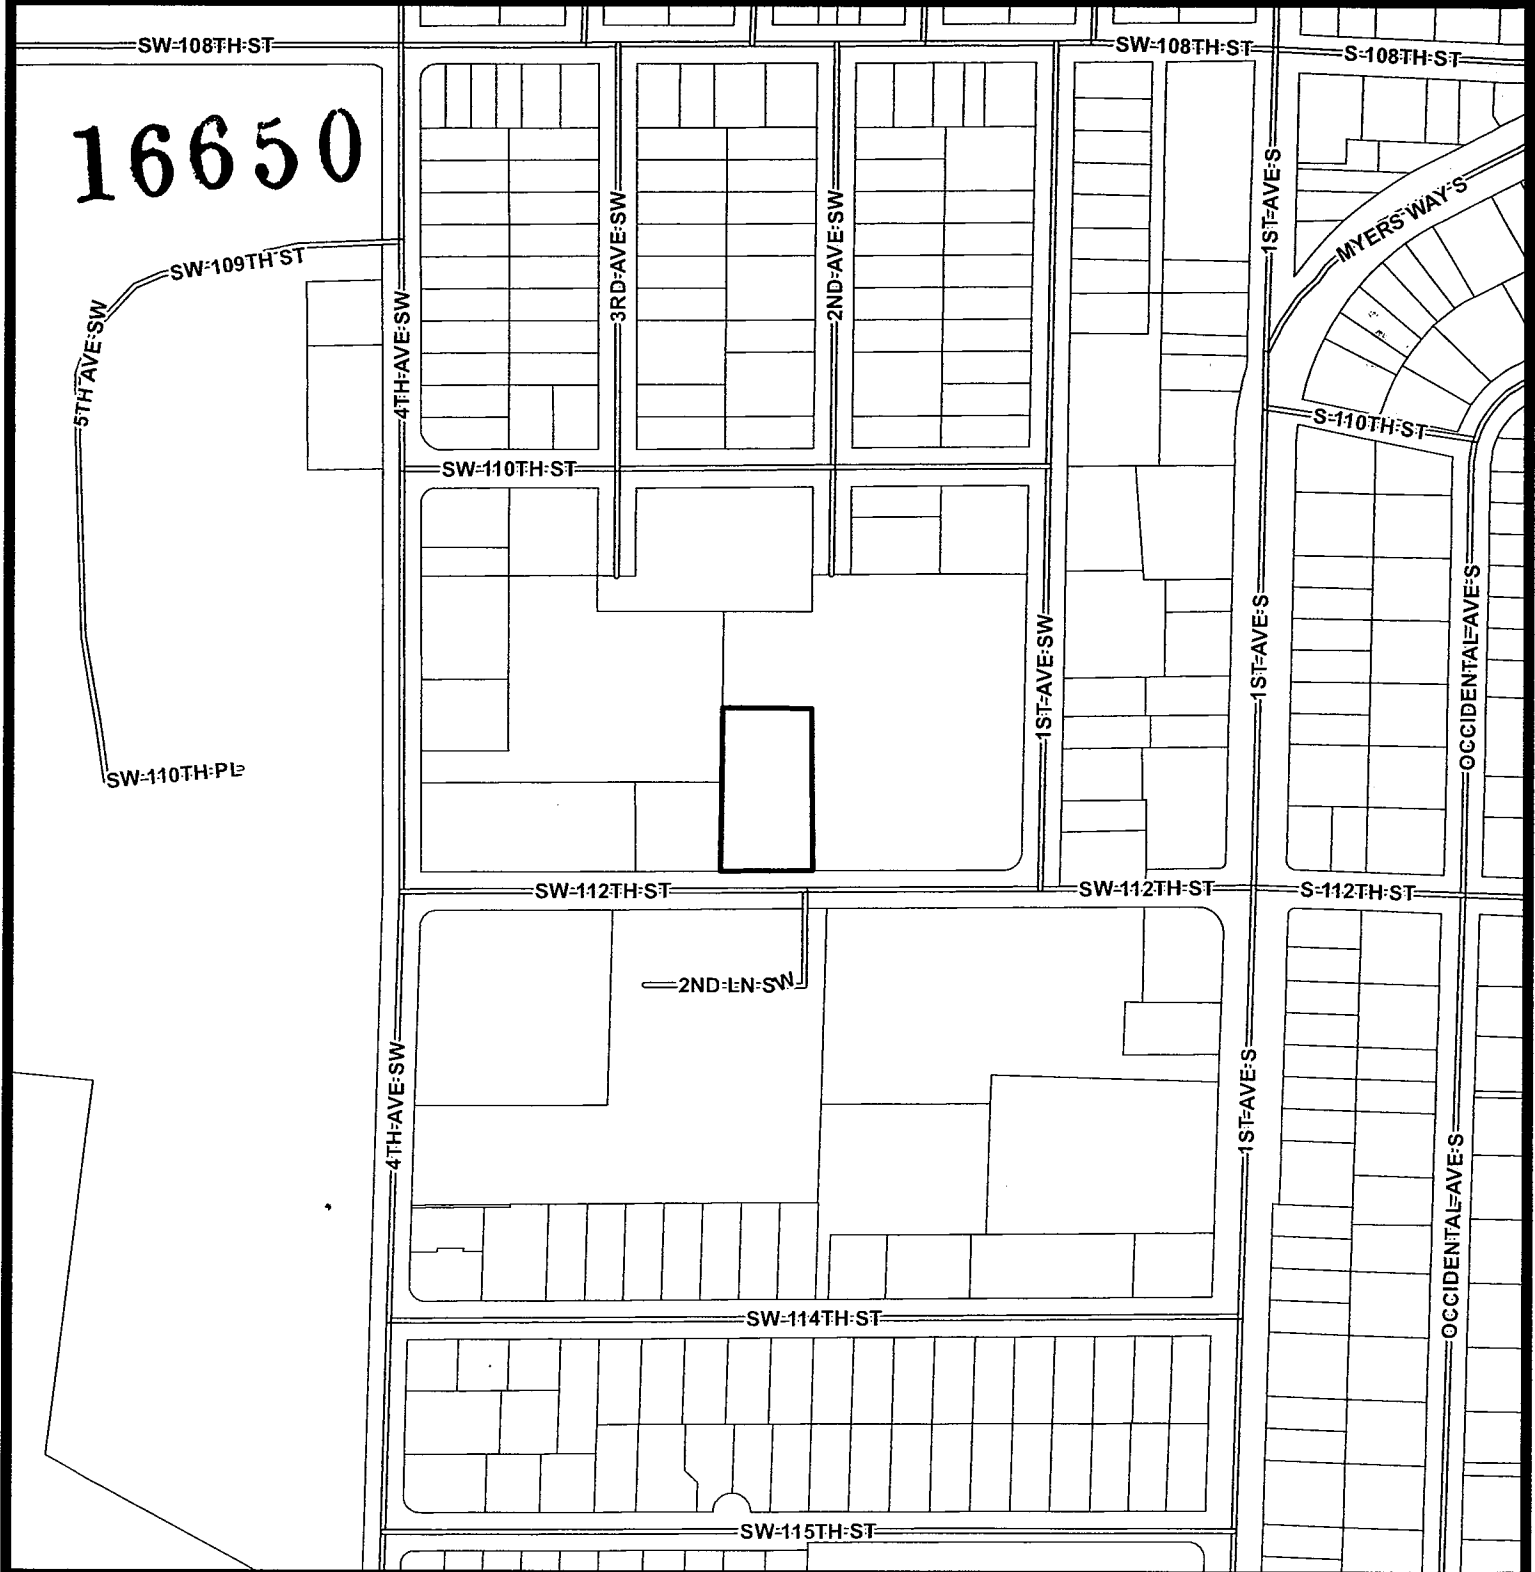 SW 108TH ST
SW 108TH ST
S 108TH ST
16650
1ST AVE S
MYERS WAY S
3RD AVE SW
2ND AVE SW
SW 109TH ST
5TH AVE SW
4TH AVE SW
S 110TH ST
SW 110TH ST
1ST AVE SW
1ST AVE S
OCCIDENTAL AVE S
SW 110TH PL
SW 112TH ST
SW 112TH ST
S 112TH ST
2ND LN SW
4TH AVE SW
1ST AVE S
OCCIDENTAL AVE S
SW 114TH ST
SW 115TH ST